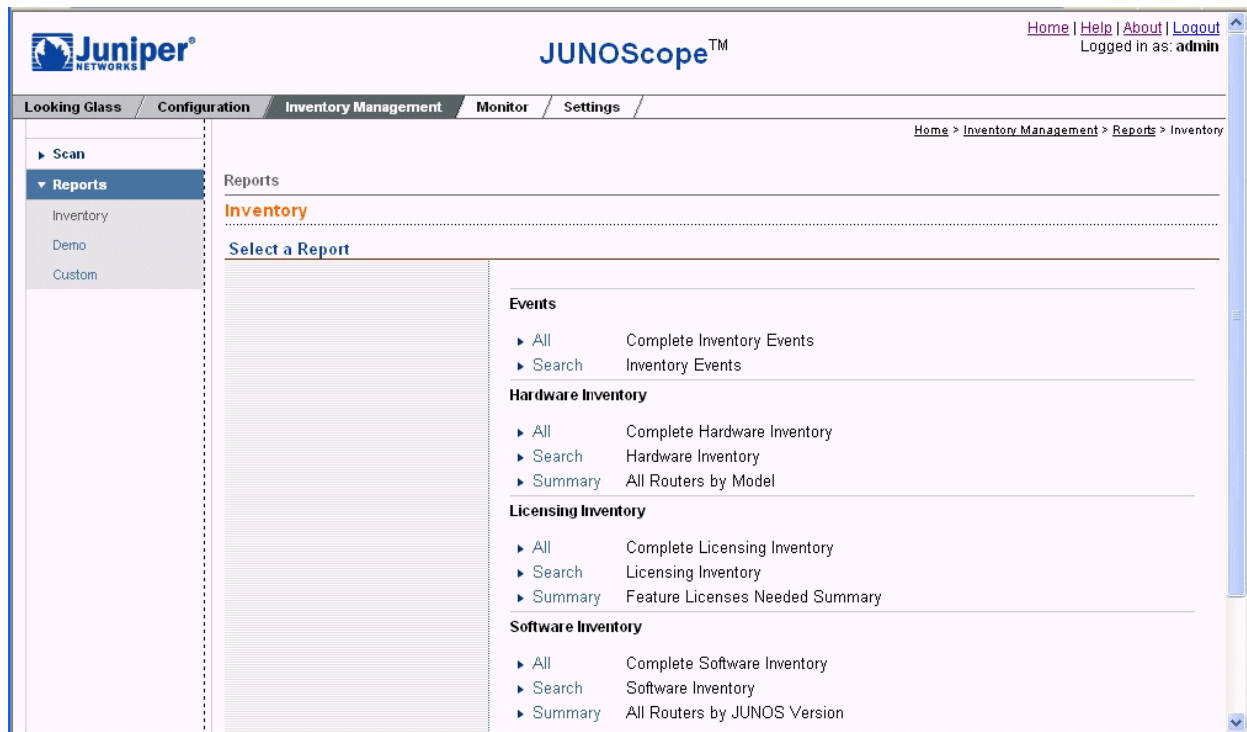 Juniper®
NETWORKS
JUNOScope™
Home | Help | About | Logout
Logged in as: admin
Looking Glass / Configuration / Inventory Management / Monitor / Settings /
Home > Inventory Management > Reports > Inventory
Scan
Reports
Inventory
Demo
Custom
Reports
Inventory
Select a Report
Events
All Complete Inventory Events
Search Inventory Events
Hardware Inventory
All Complete Hardware Inventory
Search Hardware Inventory
Summary All Routers by Model
Licensing Inventory
All Complete Licensing Inventory
Search Licensing Inventory
Summary Feature Licenses Needed Summary
Software Inventory
All Complete Software Inventory
Search Software Inventory
Summary All Routers by JUNOS Version